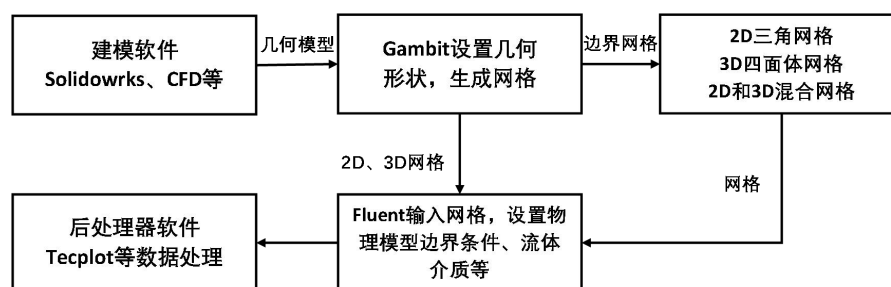 建模软件
Solidowrks、CFD等
几何模型
Gambit设置几何
形状，生成网格
边界网格
2D三角网格
3D四面体网格
2D和3D混合网格
2D、3D网格
网格
Fluent输入网格，设置物
理模型边界条件、流体
介质等
后处理器软件
Tecplot等数据处理